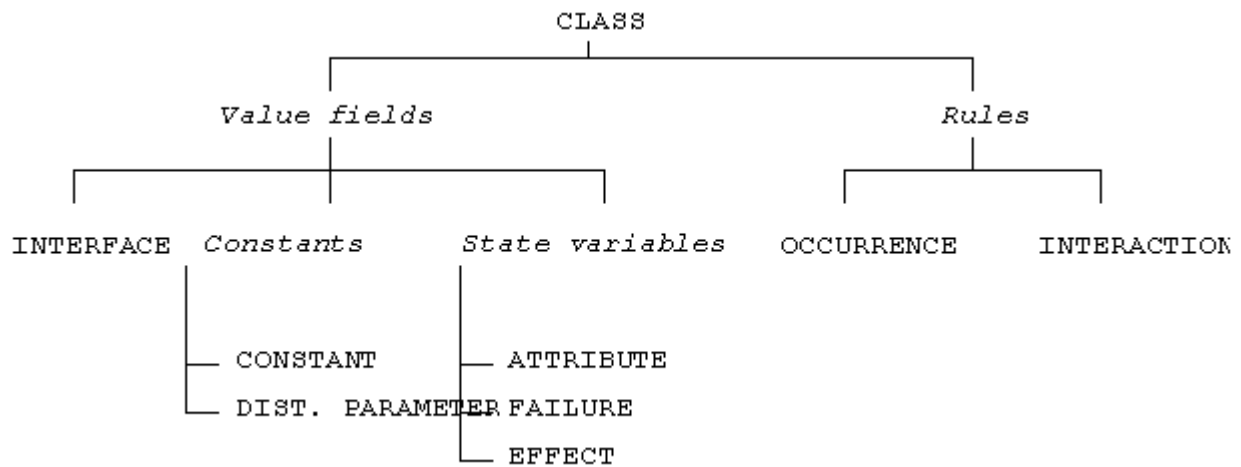 CLASS
Value fields Rules
INTERFACE Constants State variables OCCURRENCE INTERACTION
CONSTANT ATTRIBUTE
DIST. PARAMETER FAILURE
EFFECT